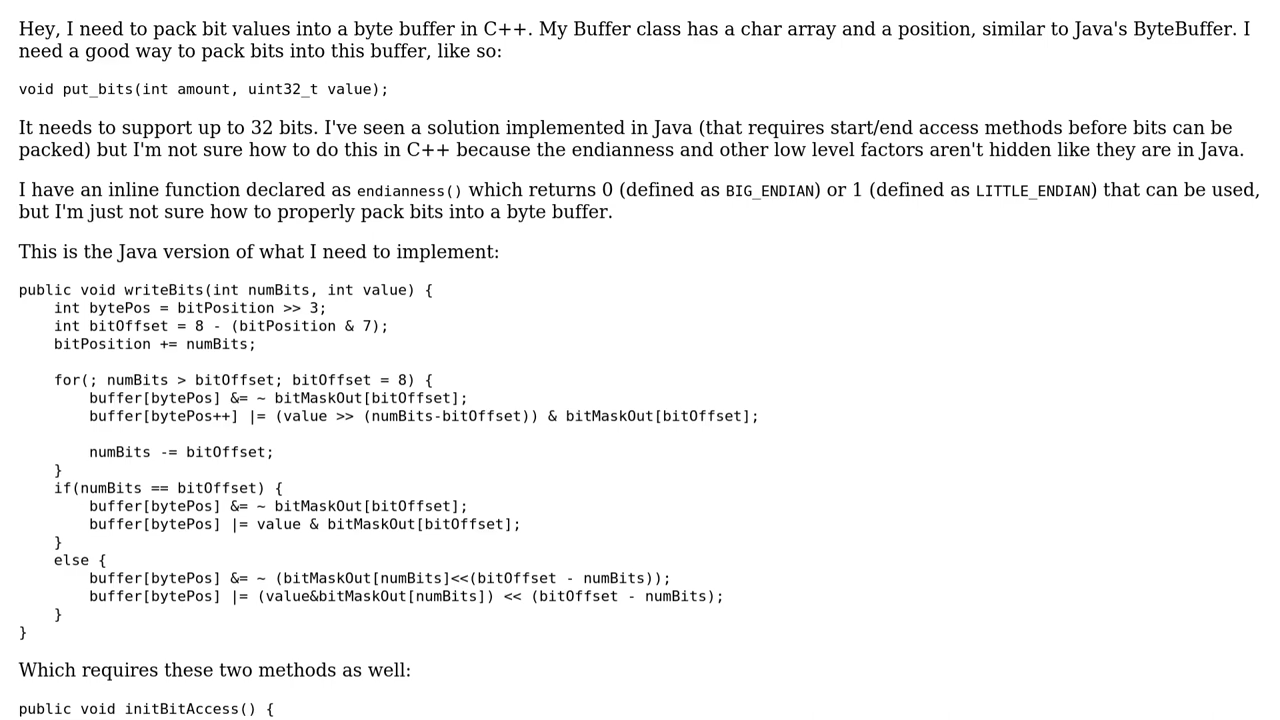 Hey, I need to pack bit values into a byte buffer in C++. My Buffer class has a char array and a position, similar to Java's ByteBuffer. I
need a good way to pack bits into this buffer, like so:
void put_bits(int amount, uint32_t value);
It needs to support up to 32 bits. I've seen a solution implemented in Java (that requires start/end access methods before bits can be
packed) but I'm not sure how to do this in C++ because the endianness and other low level factors aren't hidden like they are in Java.
I have an inline function declared as endianness() which returns 0 (defined as BIG_ENDIAN) or 1 (defined as LITTLE_ENDIAN) that can be used,
but I'm just not sure how to properly pack bits into a byte buffer.
This is the Java version of what I need to implement:
public void writeBits(int numBits, int value) {
    int bytePos = bitPosition >> 3;
    int bitOffset = 8 - (bitPosition & 7);
    bitPosition += numBits;

    for(; numBits > bitOffset; bitOffset = 8) {
        buffer[bytePos] &= ~ bitMaskOut[bitOffset];
        buffer[bytePos++] |= (value >> (numBits-bitOffset)) & bitMaskOut[bitOffset];

        numBits -= bitOffset;
    }
    if(numBits == bitOffset) {
        buffer[bytePos] &= ~ bitMaskOut[bitOffset];
        buffer[bytePos] |= value & bitMaskOut[bitOffset];
    }
    else {
        buffer[bytePos] &= ~ (bitMaskOut[numBits]<<(bitOffset - numBits));
        buffer[bytePos] |= (value&bitMaskOut[numBits]) << (bitOffset - numBits);
    }
}
Which requires these two methods as well:
public void initBitAccess() {